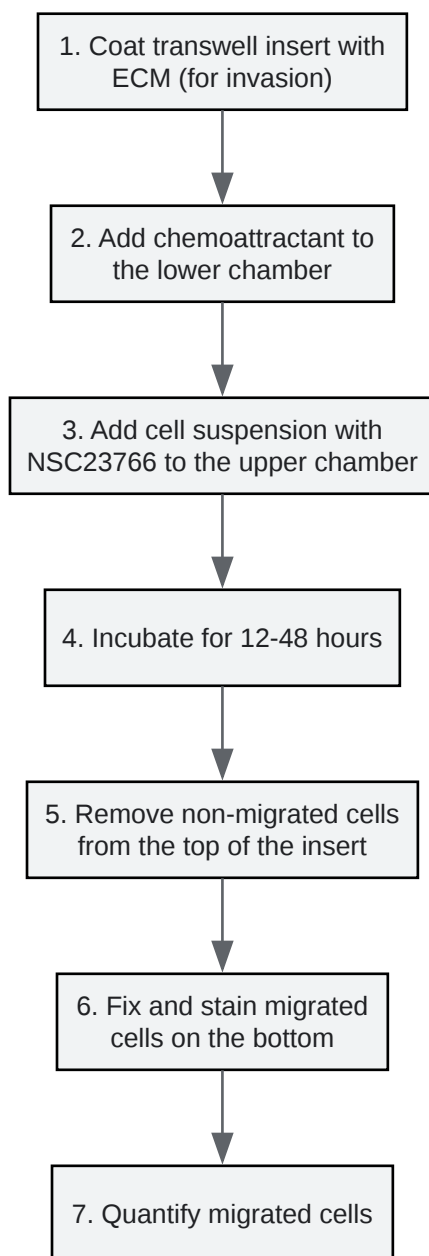 1. Coat transwell insert with
ECM (for invasion)
2. Add chemoattractant to
the lower chamber
3. Add cell suspension with
NSC23766 to the upper chamber
4. Incubate for 12-48 hours
5. Remove non-migrated cells
from the top of the insert
6. Fix and stain migrated
cells on the bottom
7. Quantify migrated cells